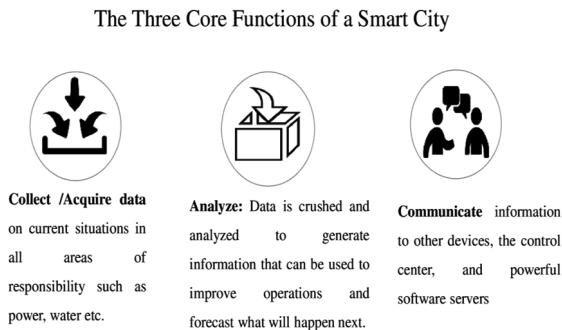 The Three Core Functions of a Smart City
Collect /Acquire data
on current situations in
all areas of
responsibility such as
power, water etc.
Analyze: Data is crushed and
analyzed to generate
information that can be used to
improve operations and
forecast what will happen next.
Communicate information
to other devices, the control
center, and powerful
software servers